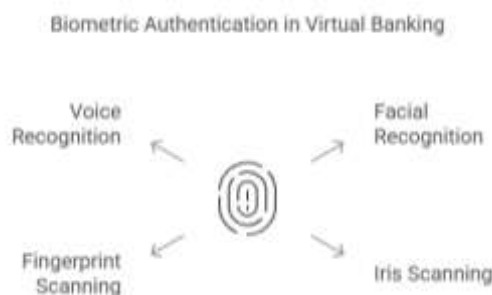 Biometric Authentication in Virtual Banking
Voice
Recognition
Facial
Recognition
Fingerprint
Scanning
Iris Scanning